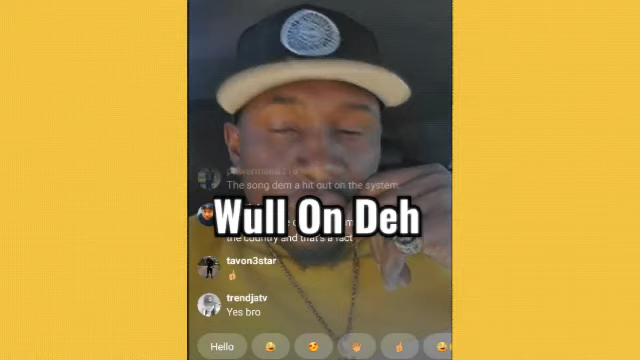 The song dem a hit out on the system.
Wull On Deh
the country and that's a fact
tavon3star
trendjatv
Yes bro
Hello